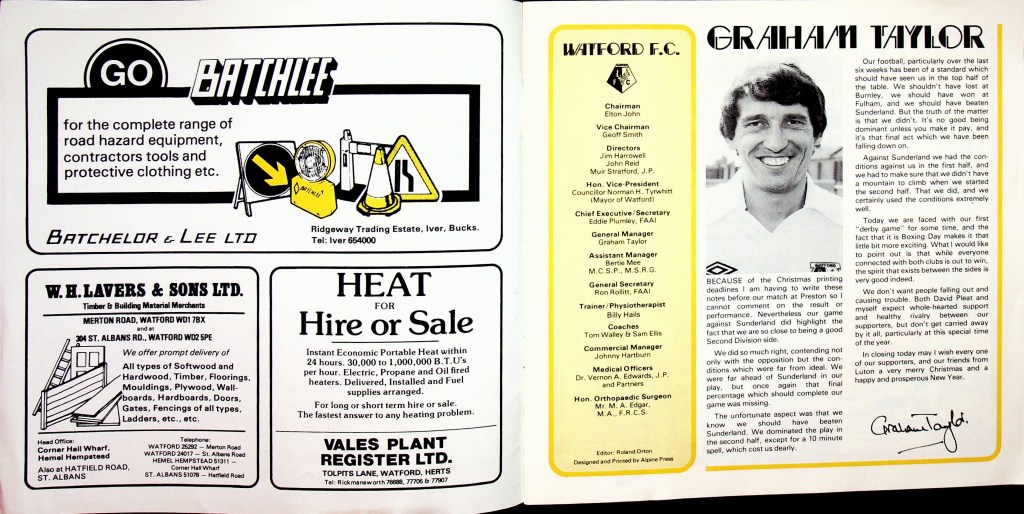 GO
BATCHLEE
for the complete range of
road hazard equipment,
contractors tools and
protective clothing etc.
BATCHLEE
BATCHELOR & LEE LTD
Ridgeway Trading Estate, Iver, Bucks.
Tel: Iver 654000
W. H. LAVERS & SONS LTD.
Timber & Building Material Merchants
MERTON ROAD, WATFORD WD1 7BX
and at
304 ST. ALBANS RD., WATFORD WD2 5PE
We offer prompt delivery of
All types of Softwood and
Hardwood, Timber, Floorings,
Mouldings, Plywood, Wall-
boards, Hardboards, Doors,
Gates, Fencings of all types,
Ladders, etc., etc.
Head Office:
Corner Hall Wharf,
Hemel Hempstead
Also at HATFIELD ROAD,
ST. ALBANS
Telephone:
WATFORD 25292 — Merton Road
WATFORD 24017 — St. Albans Road
HEMEL HEMPSTEAD 51311 —
Corner Hall Wharf
ST. ALBANS 51078 — Hatfield Road
HEAT
FOR
Hire or Sale
Instant Economic Portable Heat within
24 hours. 30,000 to 1,000,000 B.T.U's
per hour. Electric, Propane and Oil fired
heaters. Delivered, Installed and Fuel
supplies arranged.
For long or short term hire or sale.
The fastest answer to any heating problem.
VALES PLANT
REGISTER LTD.
TOLPITS LANE, WATFORD, HERTS
Tel: Rickmansworth 76688, 77705 & 77907
WATFORD F.C.
Chairman
Elton John
Vice Chairman
Geoff Smith
Directors
Jim Harrowell
John Reid
Muir Stratford, J.P.
Hon. Vice-President
Councillor Norman H. Tyrwhitt
(Mayor of Watford)
Chief Executive/Secretary
Eddie Plumley, FAAI
General Manager
Graham Taylor
Assistant Manager
Bertie Mee
M.C.S.P., M.S.R.G.
General Secretary
Ron Rollitt, FAAI
Trainer/Physiotherapist
Billy Hails
Coaches
Tom Walley & Sam Ellis
Commercial Manager
Johnny Hartburn
Medical Officers
Dr. Vernon A. Edwards, J.P.
and Partners
Hon. Orthopaedic Surgeon
Mr. M. A. Edgar,
M.A., F.R.C.S.
Editor: Roland Orton
Designed and Printed by Alpine Press
GRAHAM TAYLOR
WATFORD
BECAUSE of the Christmas printing
deadlines I am having to write these
notes before our match at Preston so I
cannot comment on the result or
performance. Nevertheless our game
against Sunderland did highlight the
fact that we are so close to being a good
Second Division side.
We did so much right, contending not
only with the opposition but the con-
ditions which were far from ideal. We
were far ahead of Sunderland in our
play, but once again that final
percentage which should complete our
game was missing.
The unfortunate aspect was that we
know we should have beaten
Sunderland. We dominated the play in
the second half, except for a 10 minute
spell, which cost us dearly.
Our football, particularly over the last
six weeks has been of a standard which
should have seen us in the top half of
the table. We shouldn't have lost at
Burnley, we should have won at
Fulham, and we should have beaten
Sunderland. But the truth of the matter
is that we didn't. It's no good being
dominant unless you make it pay, and
it's that final act which we have been
falling down on.
Against Sunderland we had the con-
ditions against us in the first half, and
we had to make sure that we didn't have
a mountain to climb when we started
the second half. That we did, and we
certainly used the conditions extremely
well.
Today we are faced with our first
"derby game" for some time, and the
fact that it is Boxing Day makes it that
little bit more exciting. What I would like
to point out is that while everyone
connected with both clubs is out to win,
the spirit that exists between the sides is
very good indeed.
We don't want people falling out and
causing trouble. Both David Pleat and
myself expect whole-hearted support
and healthy rivalry between our
supporters, but don't get carried away
by it all, particularly at this special time
of the year.
In closing today may I wish every one
of our supporters, and our friends from
Luton a very merry Christmas and a
happy and prosperous New Year.
Graham Taylor.